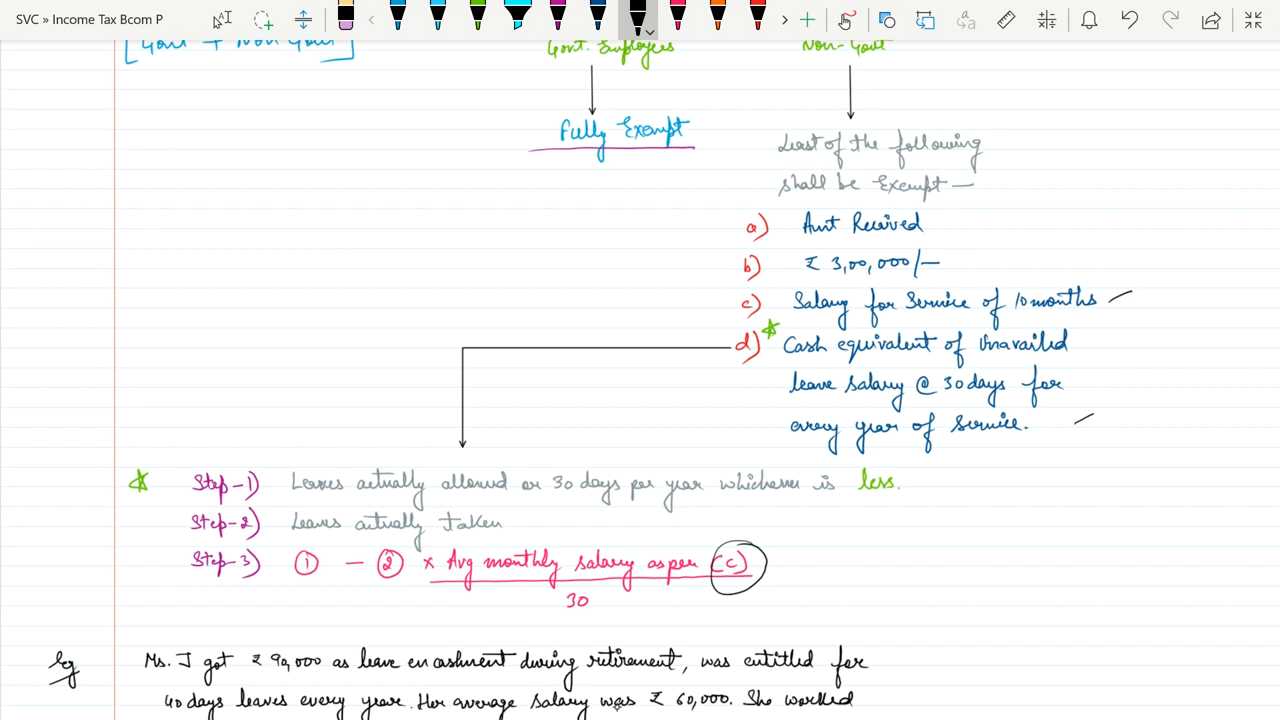 SVC » Income Tax Bcom P
[Govt + Non Govt]
Govt. Employees
Non-Govt
Fully Exempt
Least of the following
shall be Exempt —
a) Amt Received
b) ₹ 3,00,000/-
c) Salary for Service of 10 months
d) Cash equivalent of Unavailed
leave salary @ 30 days for
every year of Service.
Step-1) Leaves actually allowed or 30 days per year whichever is less.
Step-2) Leaves actually Taken
Step-3) ① — ② × Avg monthly salary as per (c)
30
Eg Ms. J got ₹ 90,000 as leave encashment during retirement, was entitled for
40 days leaves every year. Her average salary was ₹ 60,000. She worked